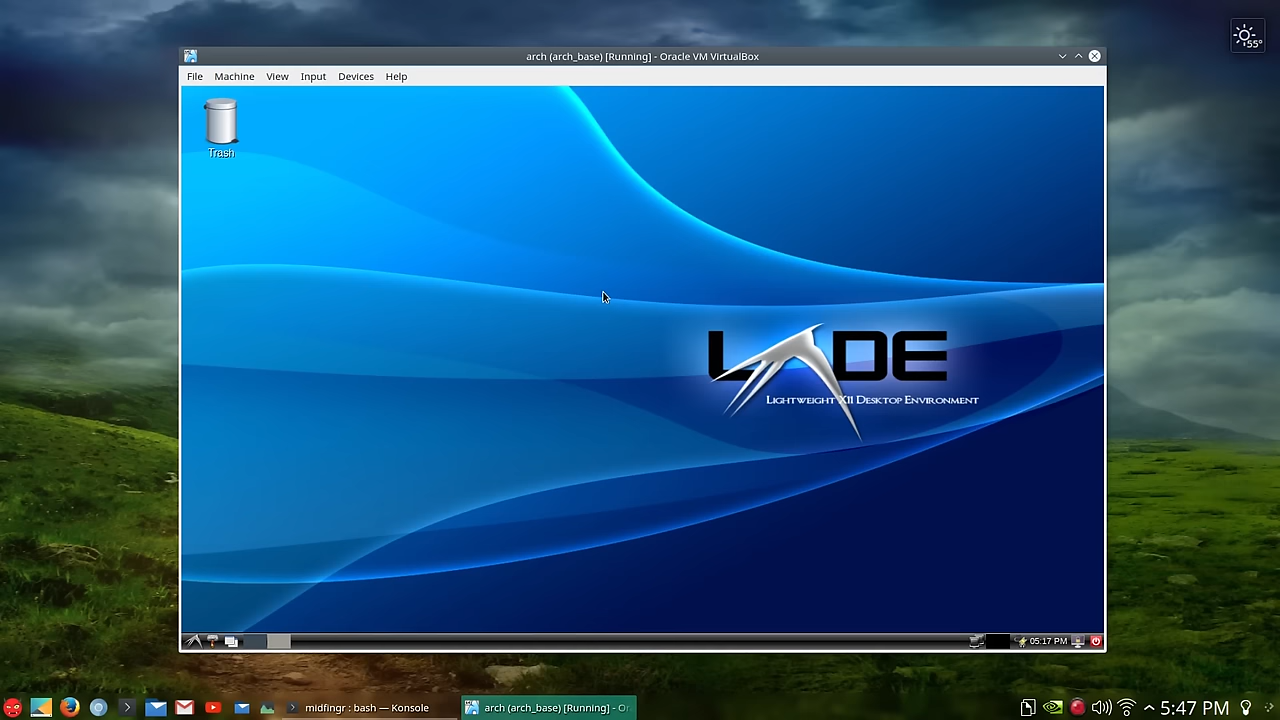 arch (arch_base) [Running] - Oracle VM VirtualBox
55°
File Machine View Input Devices Help
Trash
LXDE
Lightweight X11 Desktop Environment
05:17 PM
midfingr : bash — Konsole
arch (arch_base) [Running] - Or
5:47 PM